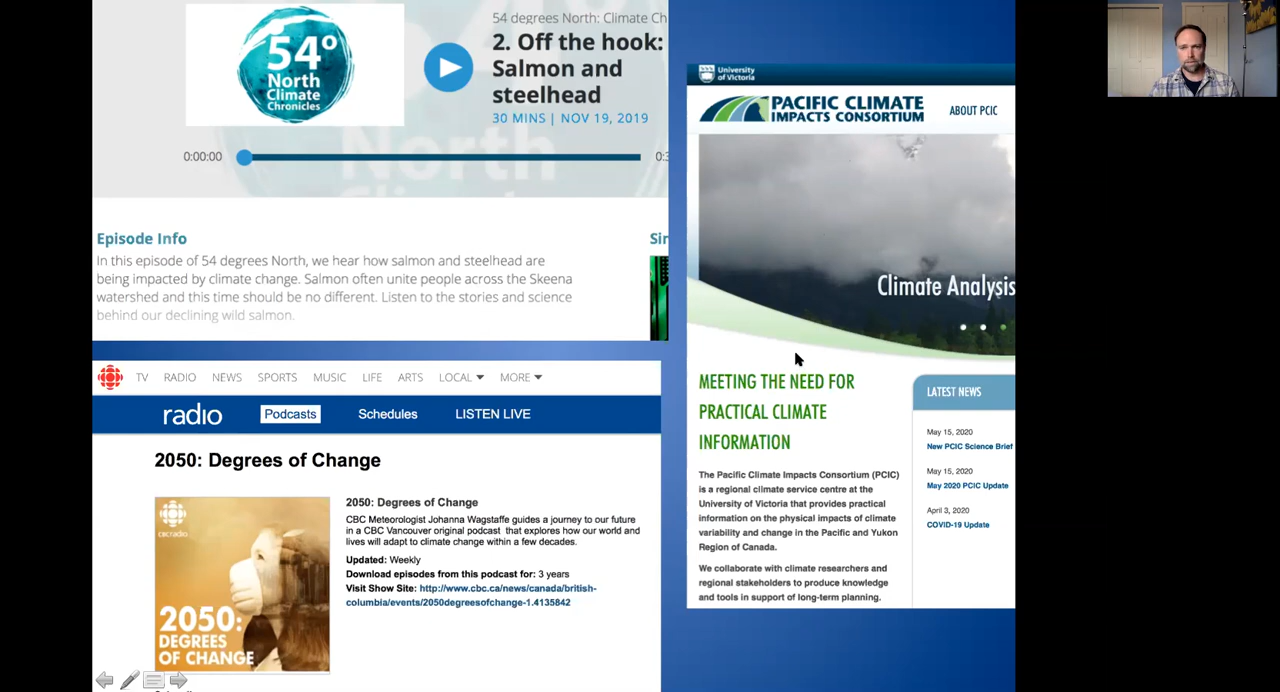 54º
North
Climate
Chronicles
54 degrees North: Climate Ch
2. Off the hook:
Salmon and
steelhead
30 MINS | NOV 19, 2019
0:00:00
0:3
North
Episode Info
In this episode of 54 degrees North, we hear how salmon and steelhead are
being impacted by climate change. Salmon often unite people across the Skeena
watershed and this time should be no different. Listen to the stories and science
behind our declining wild salmon.
Sir
TV RADIO NEWS SPORTS MUSIC LIFE ARTS LOCAL MORE
radio Podcasts Schedules LISTEN LIVE
2050: Degrees of Change
cbcradio
2050:
DEGREES
OF CHANGE
2050: Degrees of Change
CBC Meteorologist Johanna Wagstaffe guides a journey to our future
in a CBC Vancouver original podcast that explores how our world and
lives will adapt to climate change within a few decades.
Updated: Weekly
Download episodes from this podcast for: 3 years
Visit Show Site: http://www.cbc.ca/news/canada/british-
columbia/events/2050degreesofchange-1.4135842
University
of Victoria
PACIFIC CLIMATE
IMPACTS CONSORTIUM
ABOUT PCIC
Climate Analysis
MEETING THE NEED FOR
PRACTICAL CLIMATE
INFORMATION
The Pacific Climate Impacts Consortium (PCIC)
is a regional climate service centre at the
University of Victoria that provides practical
information on the physical impacts of climate
variability and change in the Pacific and Yukon
Region of Canada.
We collaborate with climate researchers and
regional stakeholders to produce knowledge
and tools in support of long-term planning.
LATEST NEWS
May 15, 2020
New PCIC Science Brief
May 15, 2020
May 2020 PCIC Update
April 3, 2020
COVID-19 Update